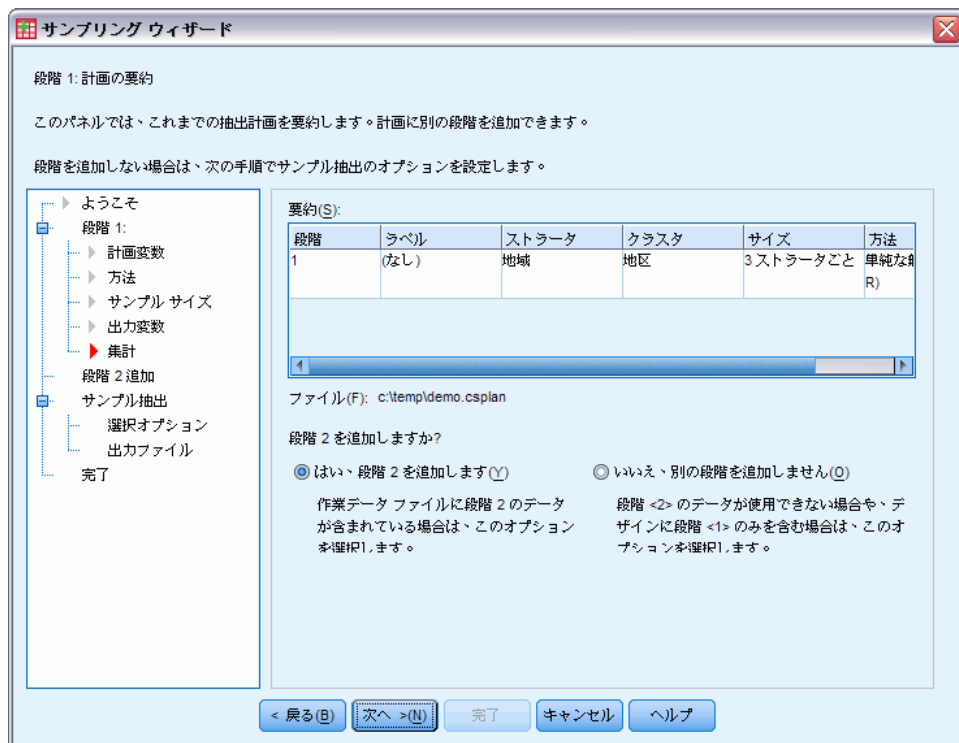 サンプリング ウィザード
段階 1: 計画の要約
このパネルでは、これまでの抽出計画を要約します。計画に別の段階を追加できます。
段階を追加しない場合は、次の手順でサンプル抽出のオプションを設定します。
ようこそ
段階 1:
計画変数
方法
サンプル サイズ
出力変数
集計
段階 2 追加
サンプル抽出
選択オプション
出力ファイル
完了
要約(S):
段階 ラベル ストラータ クラスタ サイズ 方法
1 (なし) 地域 地区 3 ストラータごと 単純な
R)
ファイル(F): c:\temp\demo.csplan
段階 2 を追加しますか?
はい、段階 2 を追加します(Y)
作業データ ファイルに段階 2 のデータ
が含まれている場合は、このオプション
を選択します。
いいえ、別の段階を追加しません(O)
段階 <2> のデータが使用できない場合や、デ
ザインに段階 <1> のみを含む場合は、このオ
プションを選択します。
< 戻る(B) 次へ >(N) 完了 キャンセル ヘルプ